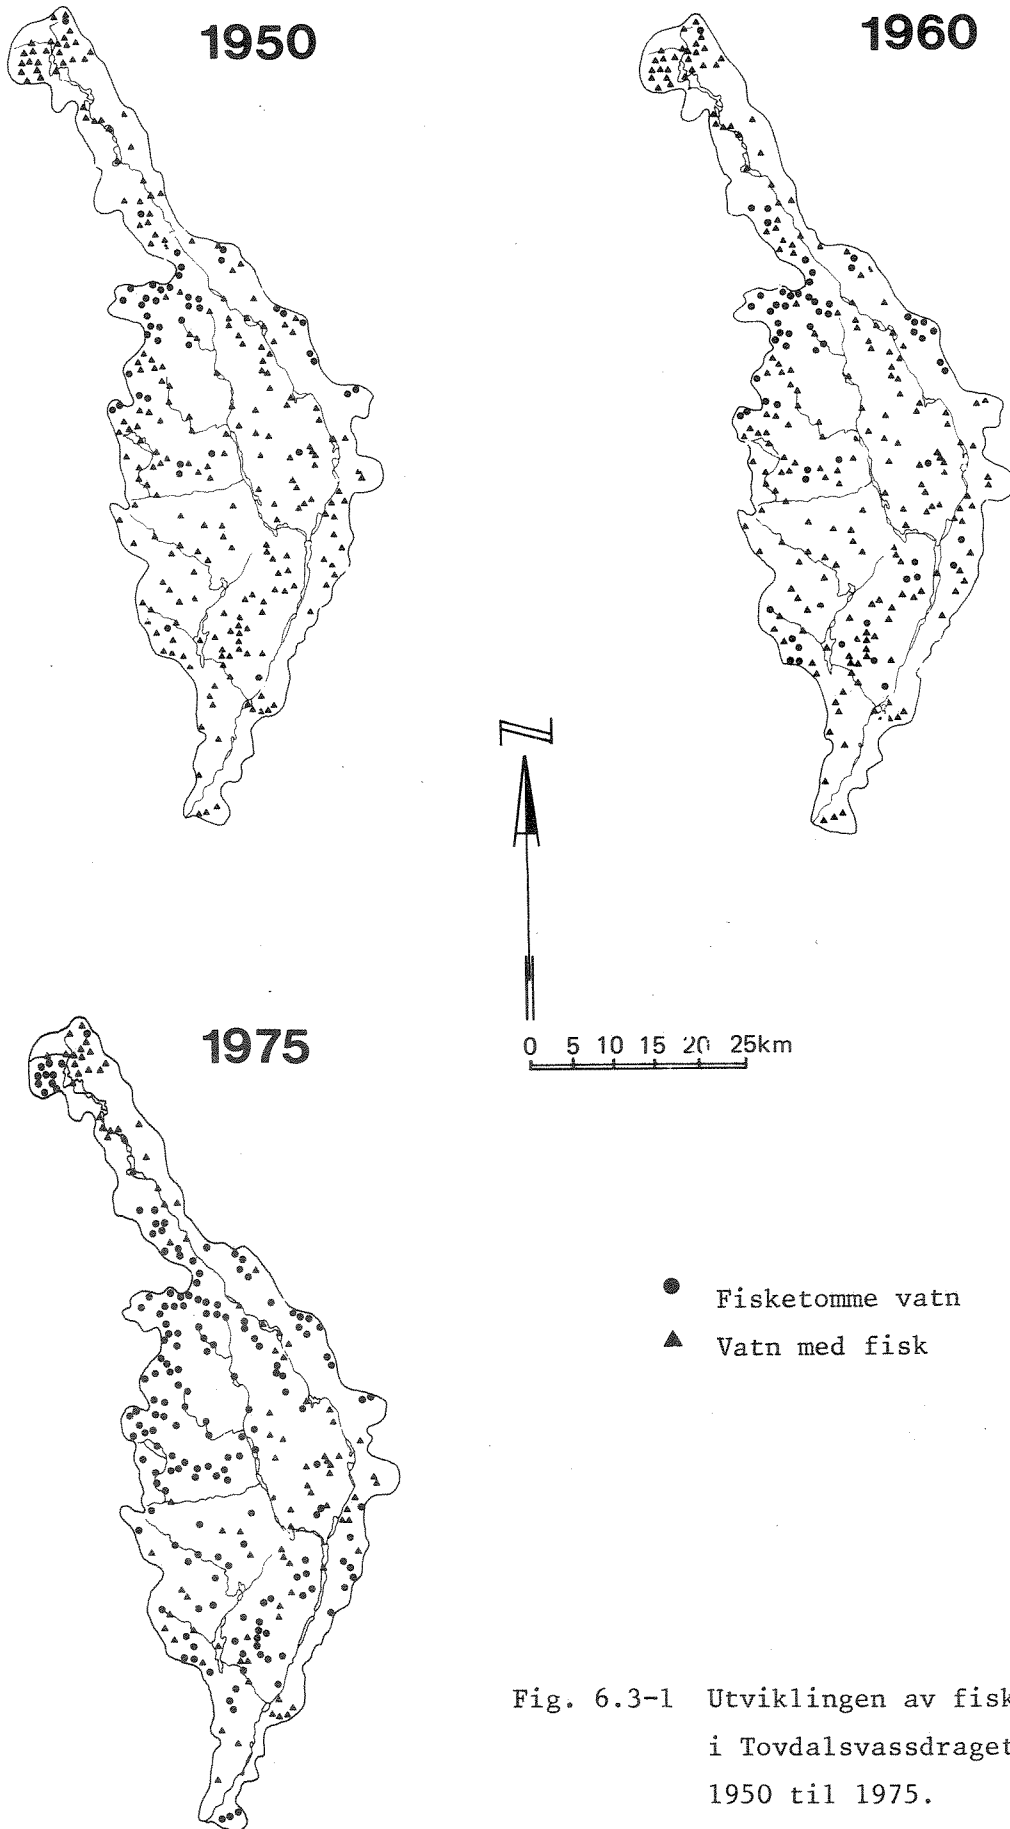 1950
1960
N
0 5 10 15 20 25km
1975
Fisketomme vatn
Vatn med fisk
Fig. 6.3-1 Utviklingen av fisk
i Tovdalsvassdraget
1950 til 1975.